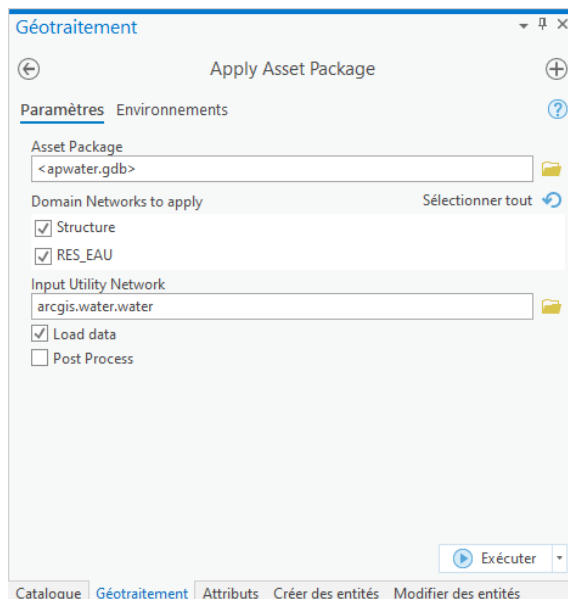 Géotraitement
Apply Asset Package
Paramètres Environnements
Asset Package
<apwater.gdb>
Domain Networks to apply Sélectionner tout
Structure
RES_EAU
Input Utility Network
arcgis.water.water
Load data
Post Process
Exécuter
Catalogue Géotraitement Attributs Créer des entités Modifier des entités